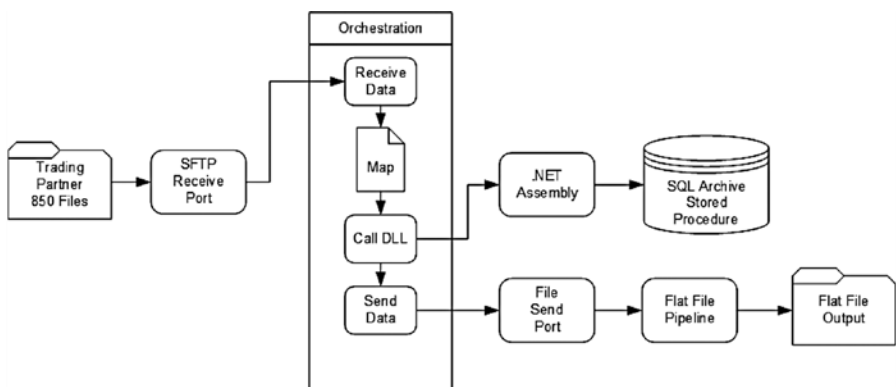 Orchestration
Receive
Data
Trading
Partner
850 Files
SFTP
Receive
Port
Map
.NET
Assembly
SQL Archive
Stored
Procedure
Call DLL
Send
Data
File
Send
Port
Flat File
Pipeline
Flat File
Output